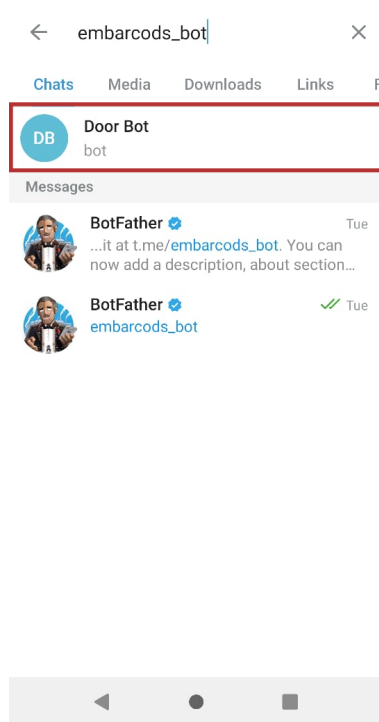 embarcods_bot
Chats Media Downloads Links F
DB
Door Bot
bot
Messages
BotFather Tue
...it at t.me/embarcods_bot. You can
now add a description, about section...
BotFather Tue
embarcods_bot